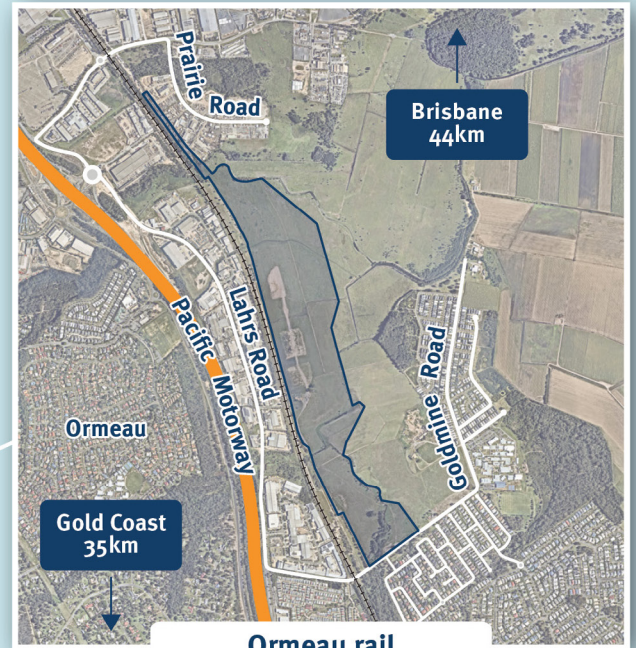 Prairie
Road
Brisbane
44km
Lahrs Road
Pacific Motorway
Goldmine Road
Ormeau
Gold Coast
35km
Ormeau rail